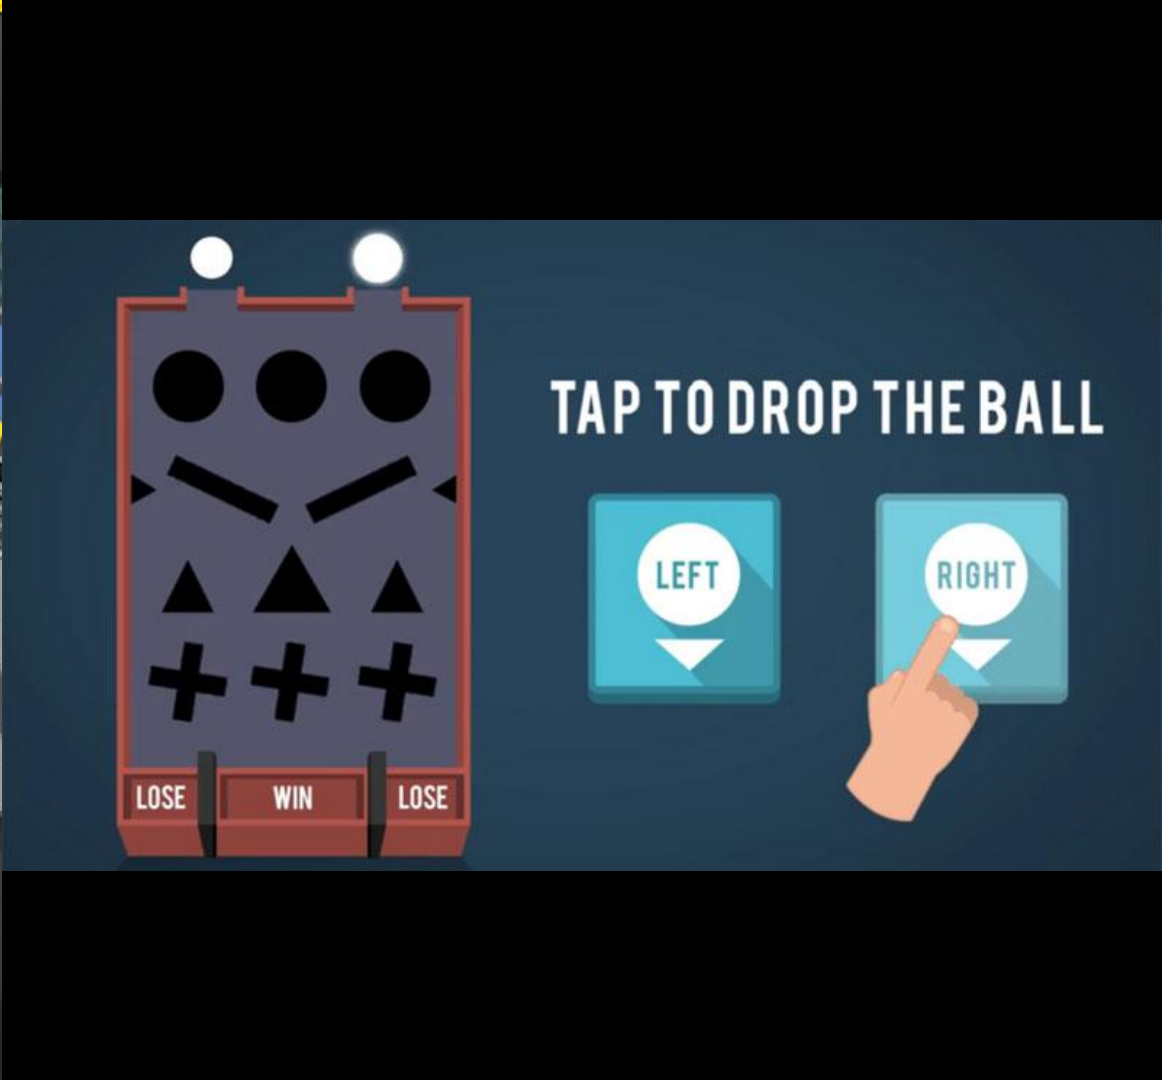 TAP TO DROP THE BALL
LEFT
RIGHT
LOSE
WIN
LOSE